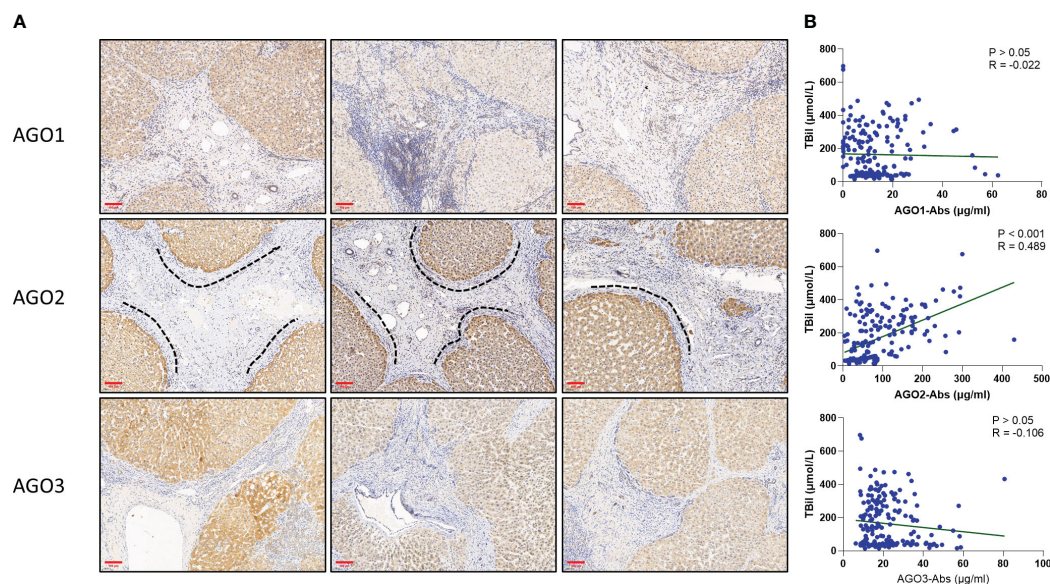 A
B
AGO1
AGO2
AGO3
P > 0.05
R = -0.022
TBil (μmol/L)
800
600
400
200
0
0 20 40 60 80
AGO1-Abs (μg/ml)
P < 0.001
R = 0.489
TBil (μmol/L)
800
600
400
200
0
0 100 200 300 400 500
AGO2-Abs (μg/ml)
P > 0.05
R = -0.106
TBil (μmol/L)
800
600
400
200
0
0 20 40 60 80 100
AGO3-Abs (μg/ml)